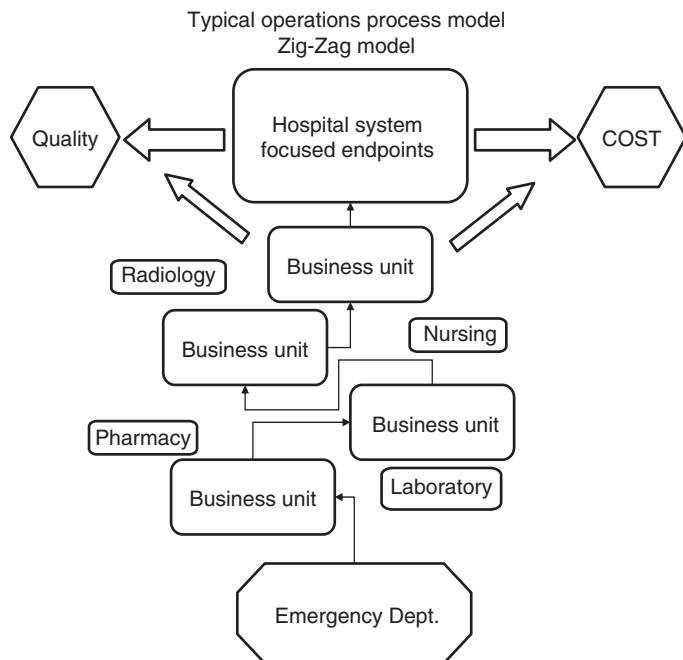 Typical operations process model
Zig-Zag model
Quality
Hospital system
focused endpoints
COST
Business unit
Radiology
Nursing
Business unit
Business unit
Pharmacy
Laboratory
Business unit
Emergency Dept.